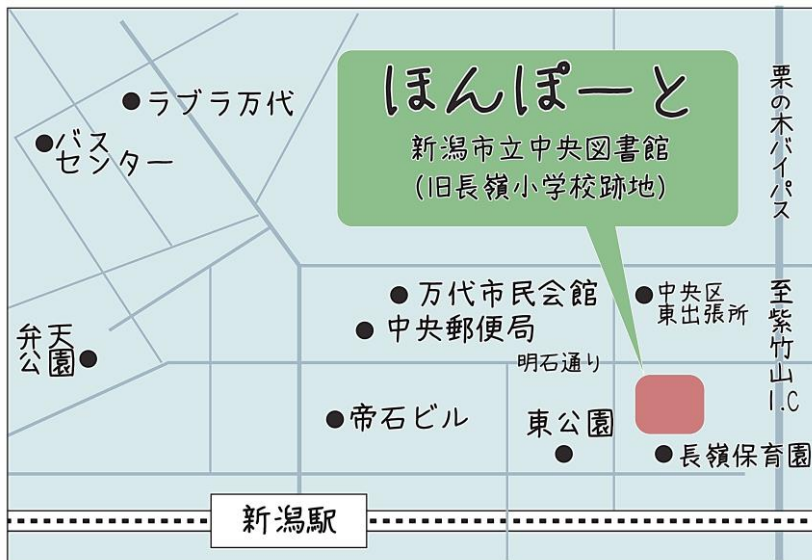 ほんぽーと
新潟市立中央図書館
(旧長嶺小学校跡地)
栗の木バイパス
至紫竹山I.C
●ラブラ万代
●バス
センター
●万代市民会館
●中央区
東出張所
●中央郵便局
弁天
公園●
明石通り
●帝石ビル
東公園
●
●長嶺保育園
新潟駅